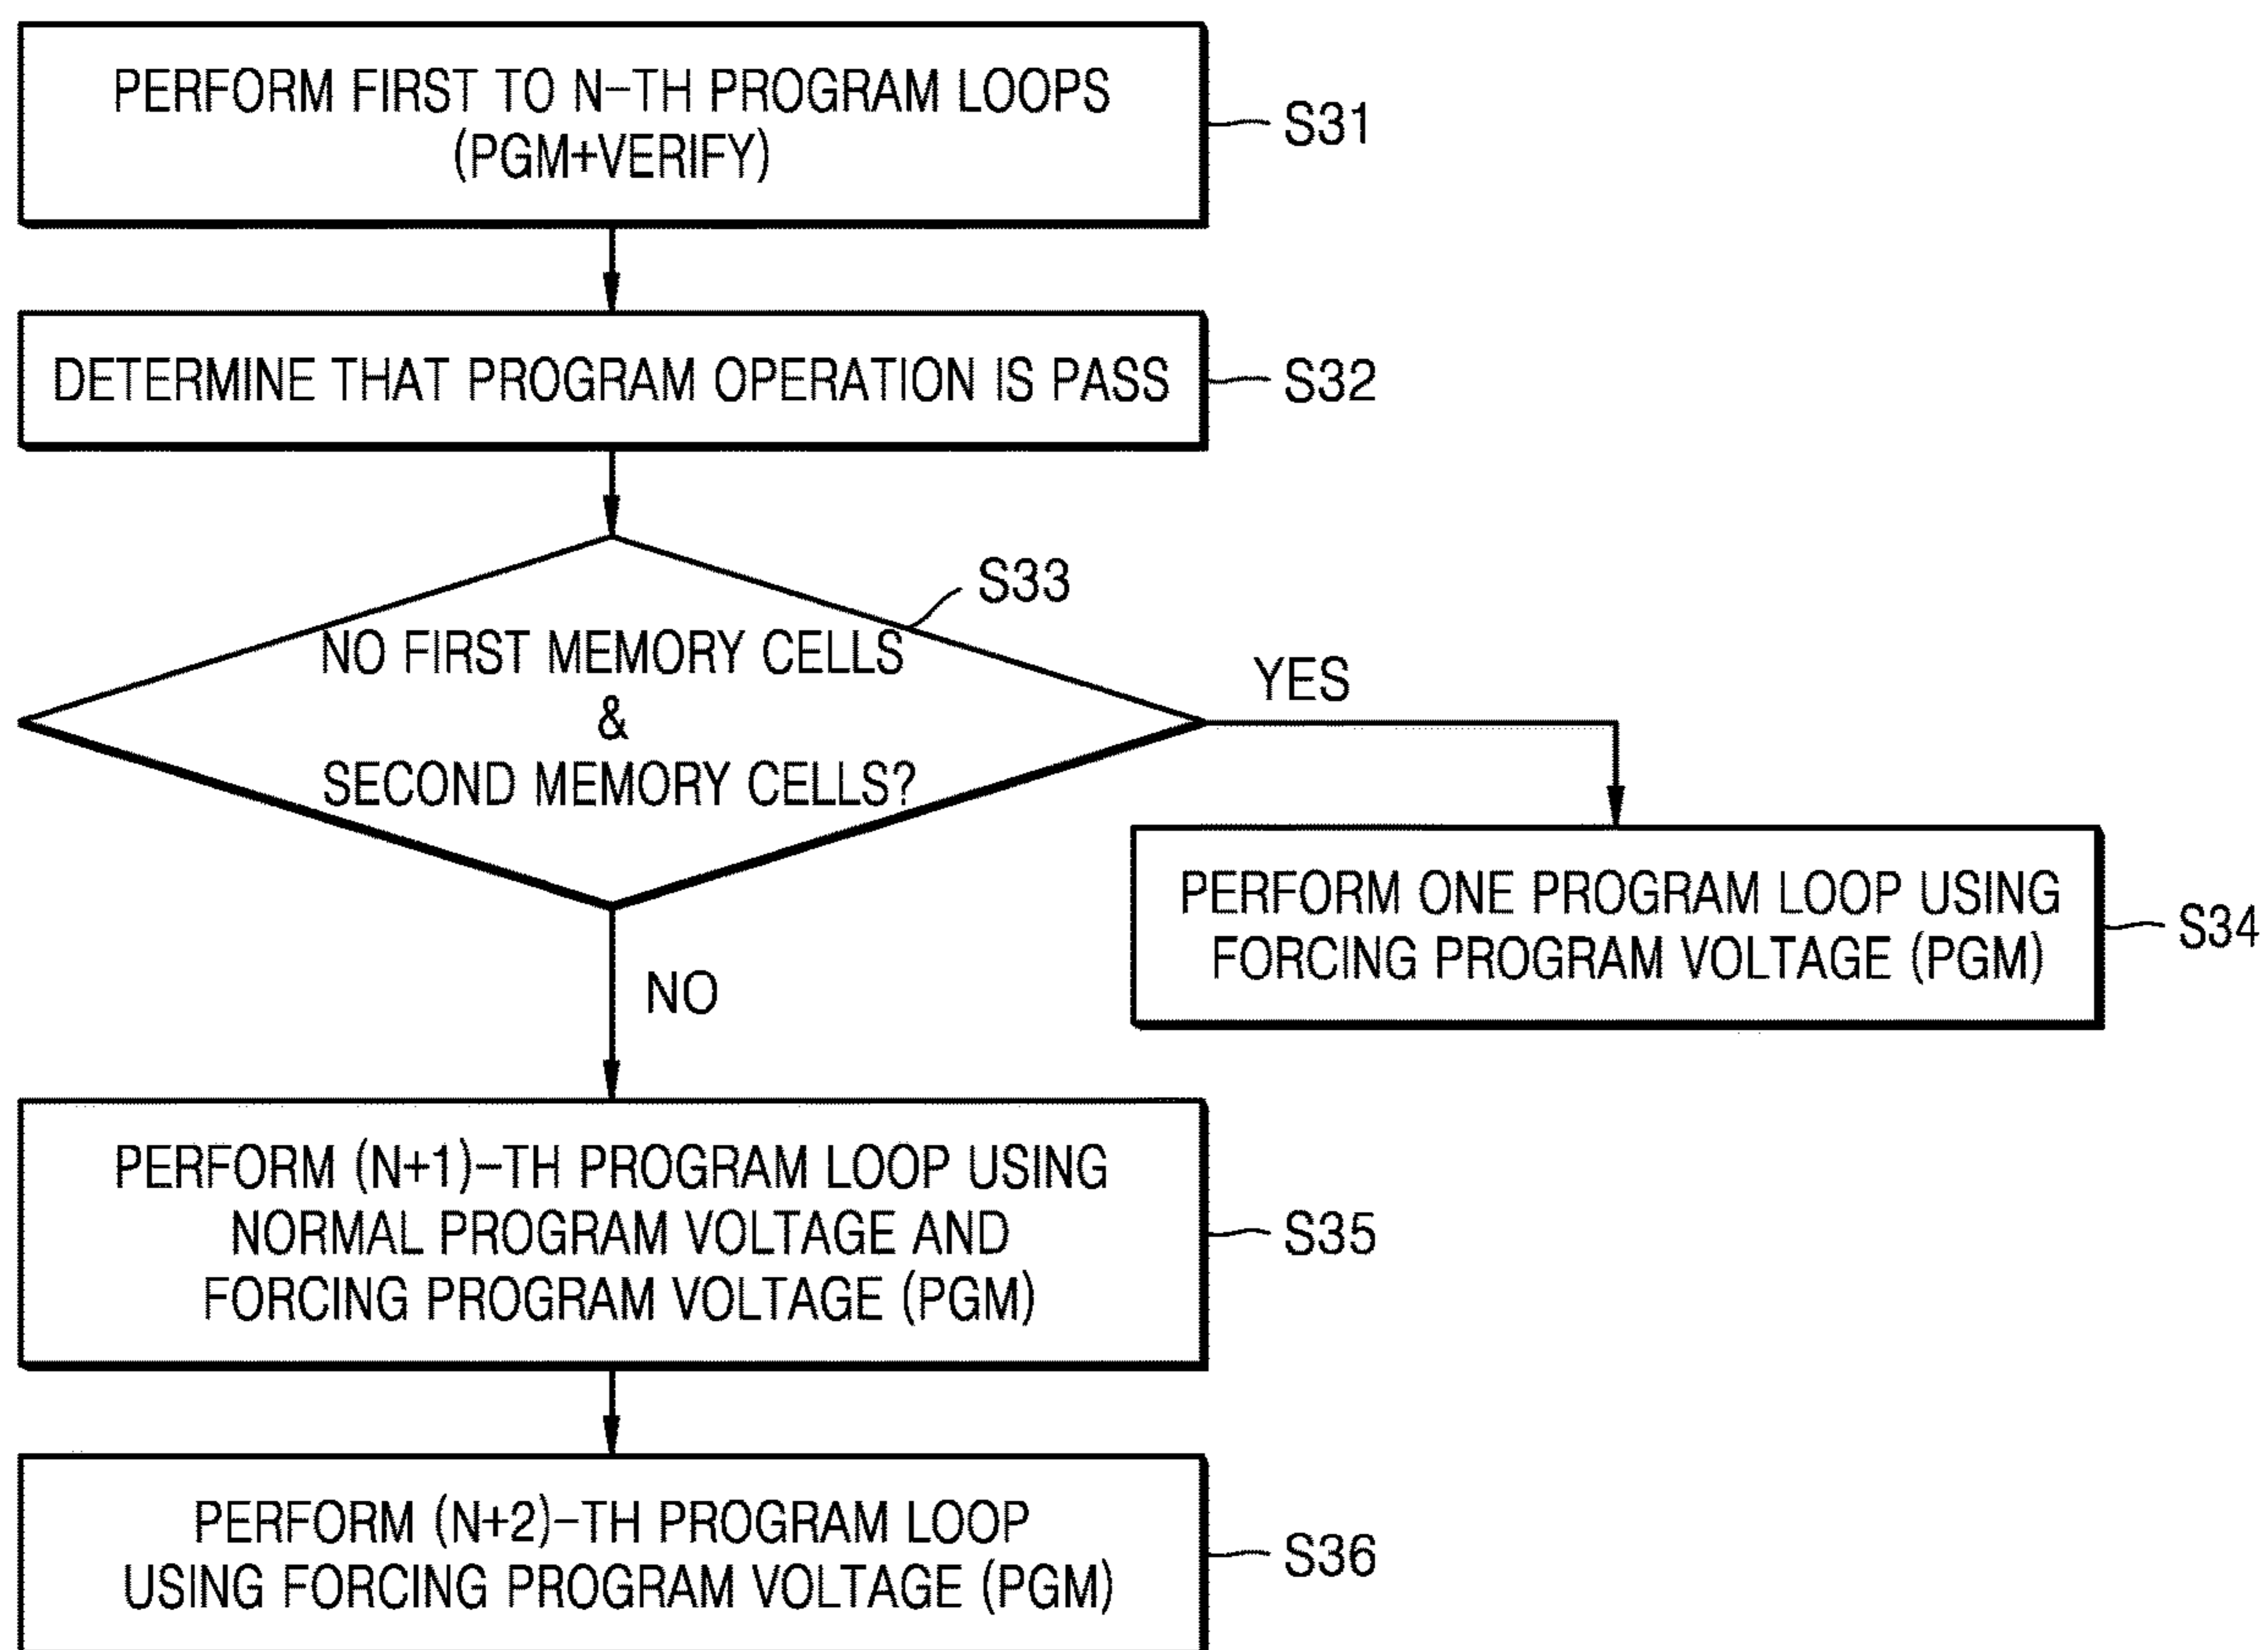 PERFORM FIRST TO N-TH PROGRAM LOOPS
(PGM+VERIFY)
S31
DETERMINE THAT PROGRAM OPERATION IS PASS
S32
S33
NO FIRST MEMORY CELLS
&
SECOND MEMORY CELLS?
YES
PERFORM ONE PROGRAM LOOP USING
FORCING PROGRAM VOLTAGE (PGM)
S34
NO
PERFORM (N+1)-TH PROGRAM LOOP USING
NORMAL PROGRAM VOLTAGE AND
FORCING PROGRAM VOLTAGE (PGM)
S35
PERFORM (N+2)-TH PROGRAM LOOP
USING FORCING PROGRAM VOLTAGE (PGM)
S36